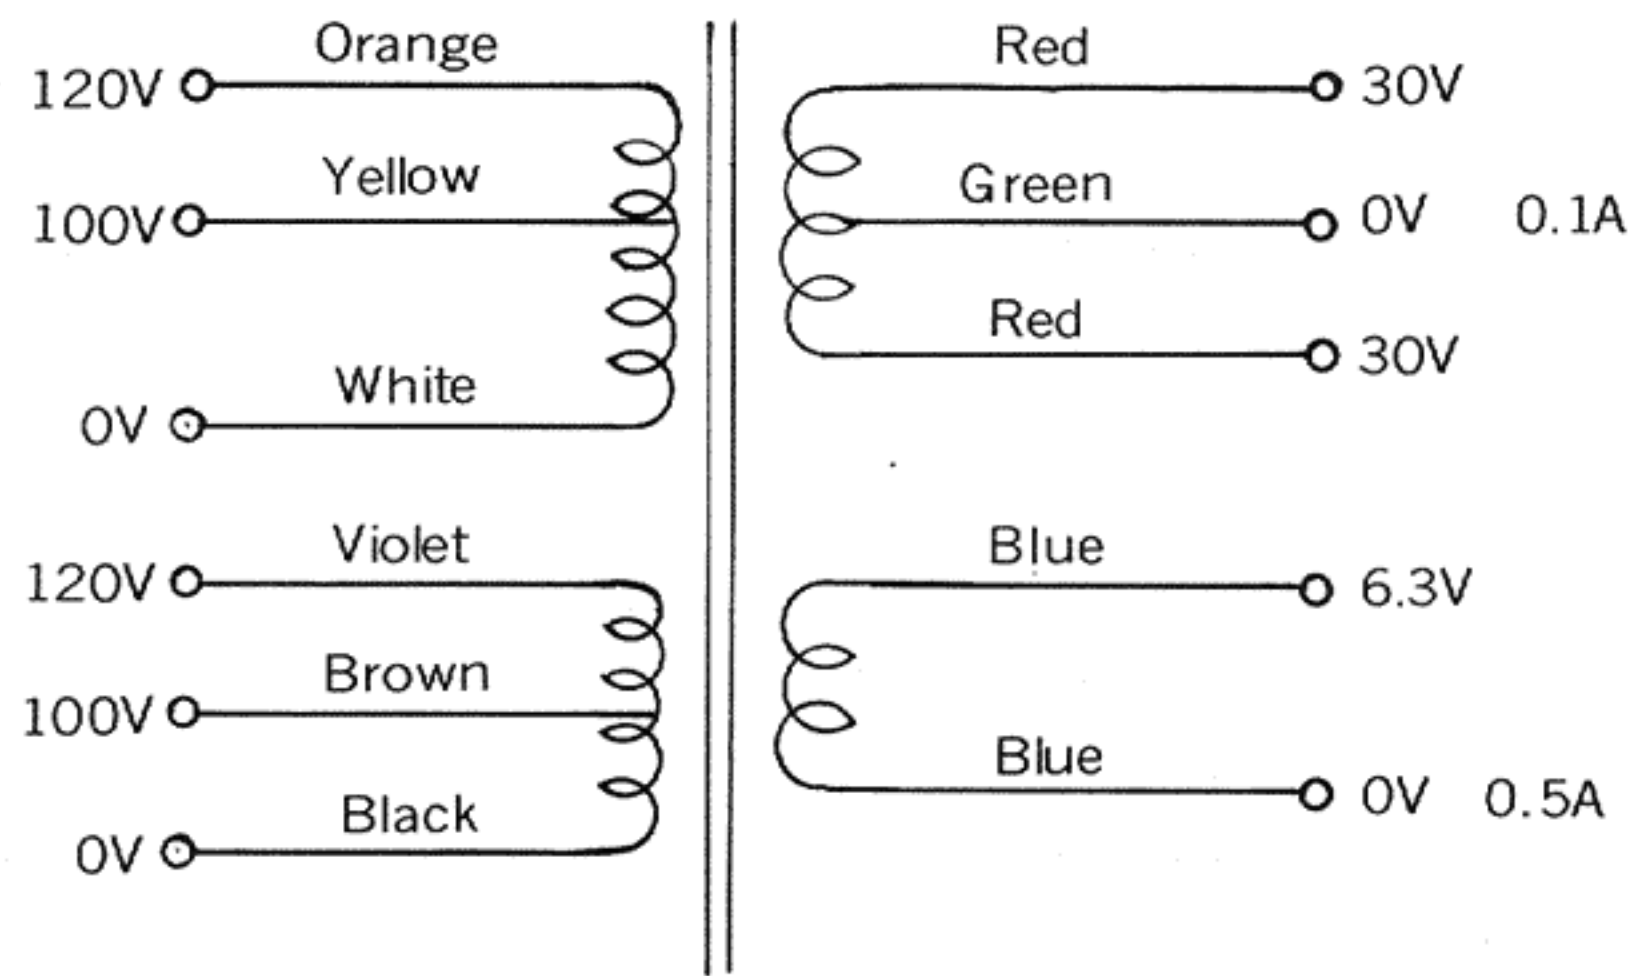 Orange
120V
Yellow
100V
White
0V
Violet
120V
Brown
100V
Black
0V
Red
30V
Green
0V 0.1A
Red
30V
Blue
6.3V
Blue
0V 0.5A